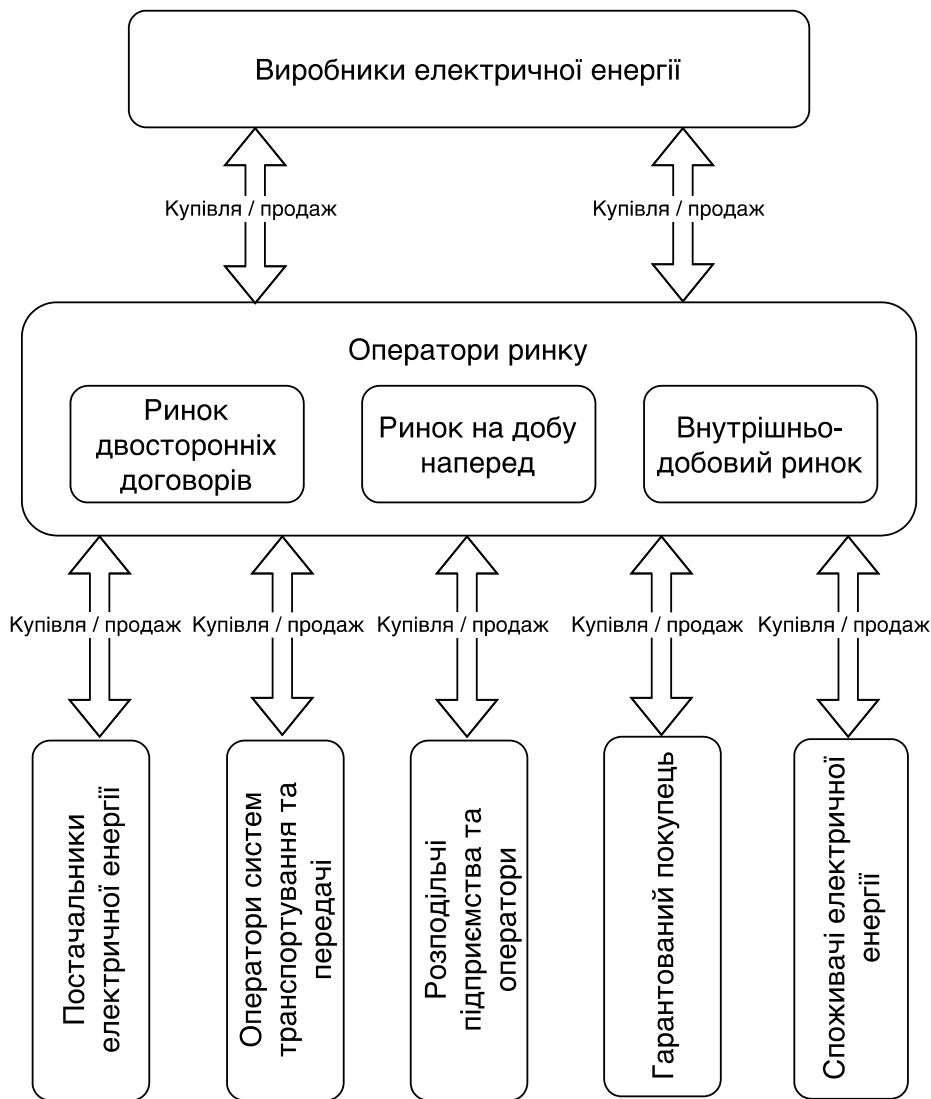 Виробники електричної енергії
Купівля / продаж
Купівля / продаж
Оператори ринку
Ринок
двосторонніх
договорів
Ринок на добу
наперед
Внутрішньо-
добовий ринок
Купівля / продаж
Купівля / продаж
Купівля / продаж
Купівля / продаж
Купівля / продаж
Постачальники
електричної енергії
Оператори систем
транспортування та
передачі
Розподільчі
підприємства та
оператори
Гарантований покупець
Споживачі електричної
енергії